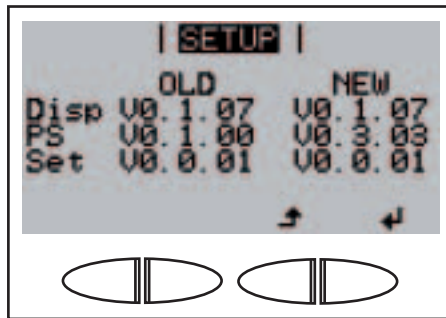 | SETUP |
OLD NEW
Disp V0.1.07 V0.1.07
PS V0.1.00 V0.3.03
Set V0.0.01 V0.0.01